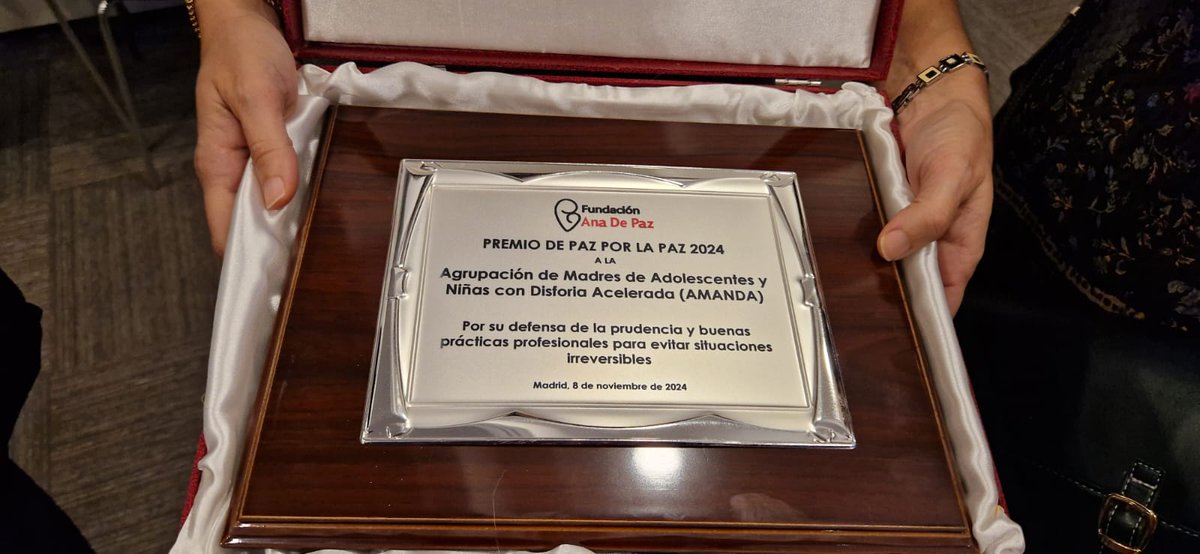 Fundación
Ana De Paz
PREMIO DE PAZ POR LA PAZ 2024
A LA
Agrupación de Madres de Adolescentes y
Niñas con Disforia Acelerada (AMANDA)
Por su defensa de la prudencia y buenas
prácticas profesionales para evitar situaciones
irreversibles
Madrid, 8 de noviembre de 2024